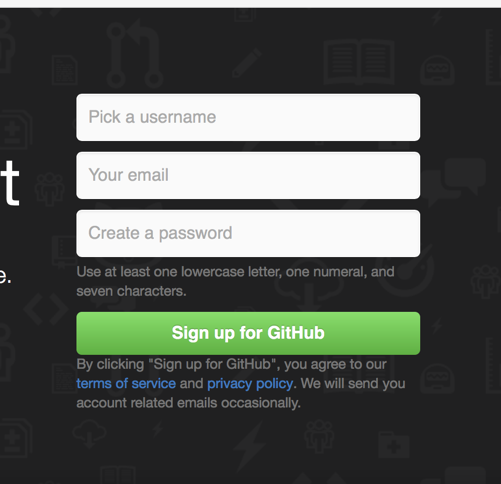 Pick a username
t
Your email
Create a password
e.
Use at least one lowercase letter, one numeral, and
seven characters.
Sign up for GitHub
By clicking "Sign up for GitHub", you agree to our
terms of service and privacy policy. We will send you
account related emails occasionally.